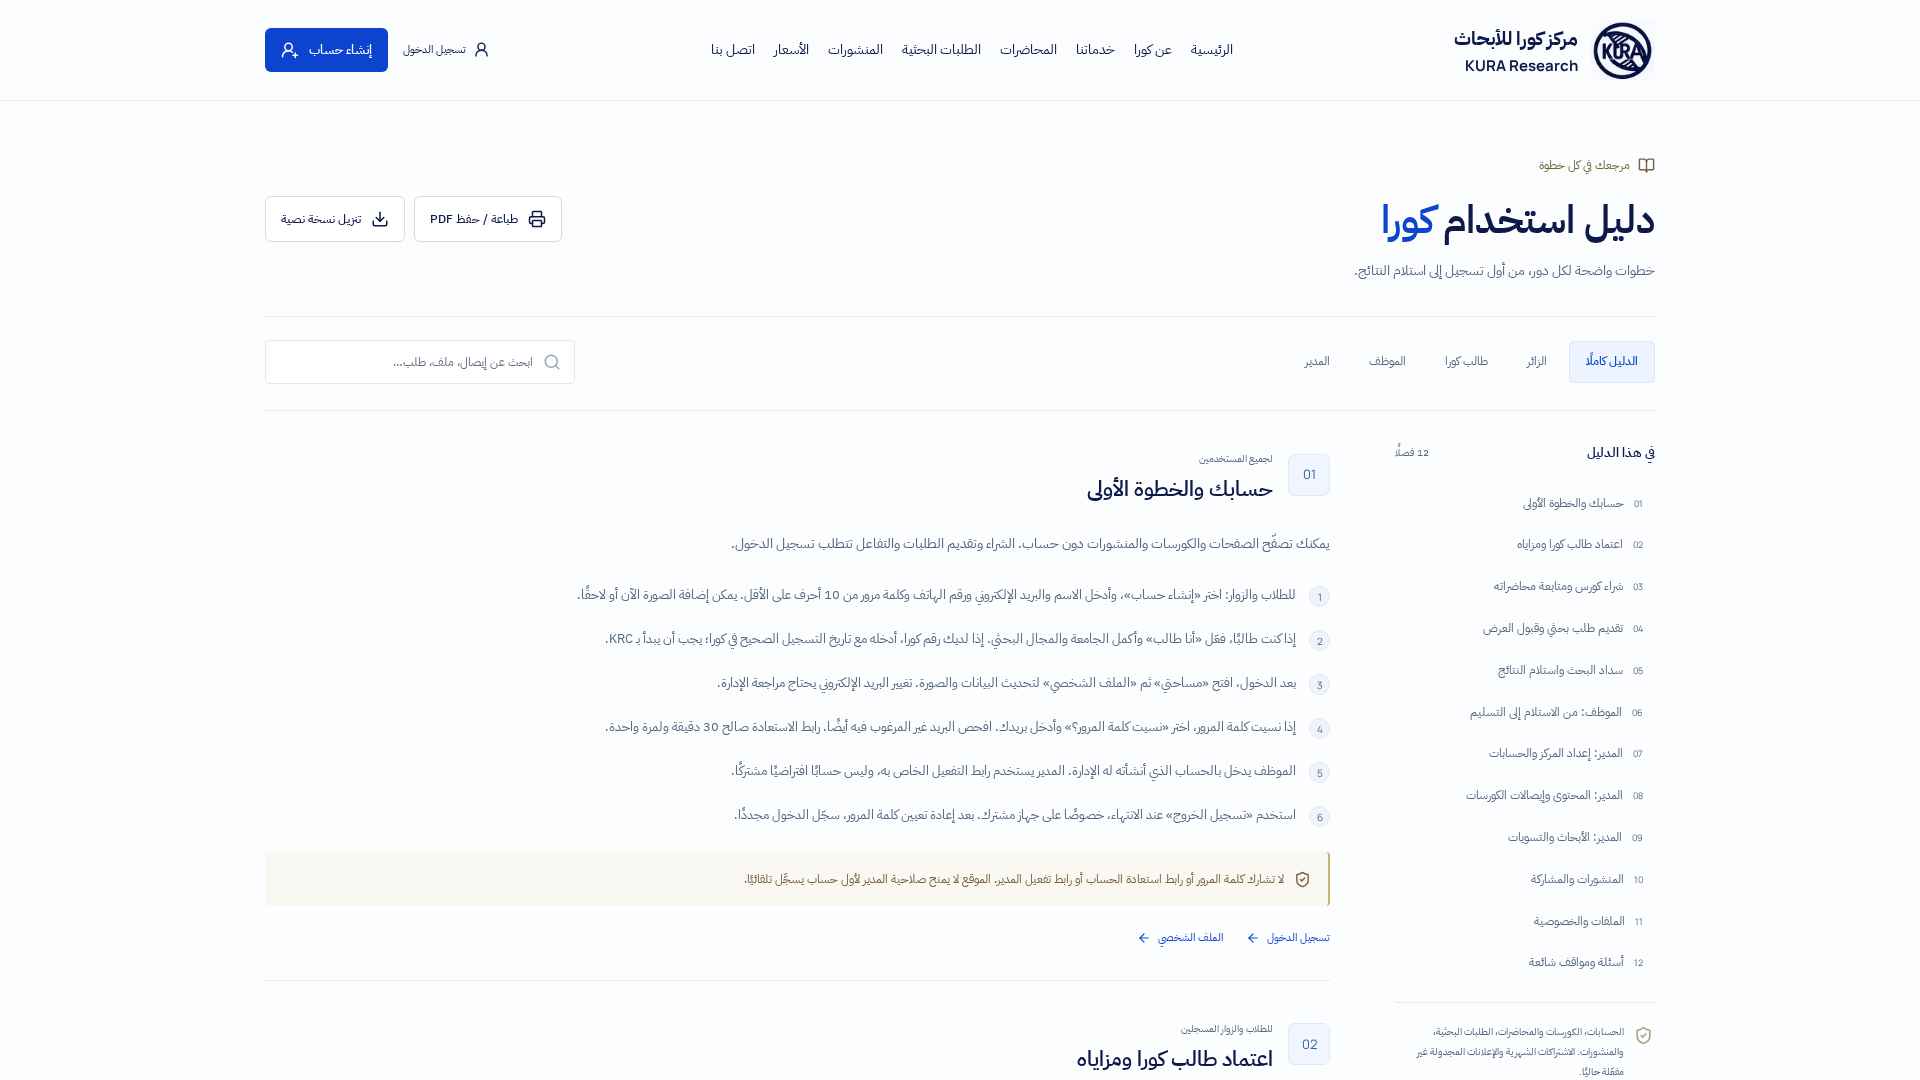 مركز كورا للأبحاث
KURA Research
KURA
الرئيسية
عن كورا
خدماتنا
المحاضرات
الطلبات البحثية
المنشورات
الأسعار
اتصل بنا
تسجيل الدخول
إنشاء حساب
مرجعك في كل خطوة
دليل استخدام كورا
خطوات واضحة لكل دور، من أول تسجيل إلى استلام النتائج.
طباعة / حفظ PDF
تنزيل نسخة نصية
الدليل كاملًا
الزائر
طالب كورا
الموظف
المدير
ابحث عن إيصال، ملف، طلب...
في هذا الدليل
12 فصلًا
01 حسابك والخطوة الأولى
02 اعتماد طالب كورا ومزاياه
03 شراء كورس ومتابعة محاضراته
04 تقديم طلب بحثي وقبول العرض
05 سداد البحث واستلام النتائج
06 الموظف: من الاستلام إلى التسليم
07 المدير: إعداد المركز والحسابات
08 المدير: المحتوى وإيصالات الكورسات
09 المدير: الأبحاث والتسويات
10 المنشورات والمشاركة
11 الملفات والخصوصية
12 أسئلة ومواقف شائعة
الحسابات، الكورسات والمحاضرات، الطلبات البحثية،
والمنشورات. الاشتراكات الشهرية والإعلانات المجدولة غير
مفعّلة حاليًا.
01
لجميع المستخدمين
حسابك والخطوة الأولى
يمكنك تصفّح الصفحات والكورسات والمنشورات دون حساب. الشراء وتقديم الطلبات والتفاعل تتطلب تسجيل الدخول.
1 للطلاب والزوار: اختر «إنشاء حساب»، وأدخل الاسم والبريد الإلكتروني ورقم الهاتف وكلمة مرور من 10 أحرف على الأقل. يمكن إضافة الصورة الآن أو لاحقًا.
2 إذا كنت طالبًا، فعّل «أنا طالب» وأكمل الجامعة والمجال البحثي. إذا لديك رقم كورا، أدخله مع تاريخ التسجيل الصحيح في كورا؛ يجب أن يبدأ بـ KRC.
3 بعد الدخول، افتح «مساحتي» ثم «الملف الشخصي» لتحديث البيانات والصورة. تغيير البريد الإلكتروني يحتاج مراجعة الإدارة.
4 إذا نسيت كلمة المرور، اختر «نسيت كلمة المرور؟» وأدخل بريدك. افحص البريد غير المرغوب فيه أيضًا. رابط الاستعادة صالح 30 دقيقة ولمرة واحدة.
5 الموظف يدخل بالحساب الذي أنشأته له الإدارة. المدير يستخدم رابط التفعيل الخاص به، وليس حسابًا افتراضيًا مشتركًا.
6 استخدم «تسجيل الخروج» عند الانتهاء، خصوصًا على جهاز مشترك. بعد إعادة تعيين كلمة المرور، سجّل الدخول مجددًا.
لا تشارك كلمة المرور أو رابط استعادة الحساب أو رابط تفعيل المدير. الموقع لا يمنح صلاحية المدير لأول حساب يسجّل تلقائيًا.
تسجيل الدخول
الملف الشخصي
02
للطلاب والزوار المسجلين
اعتماد طالب كورا ومزاياه